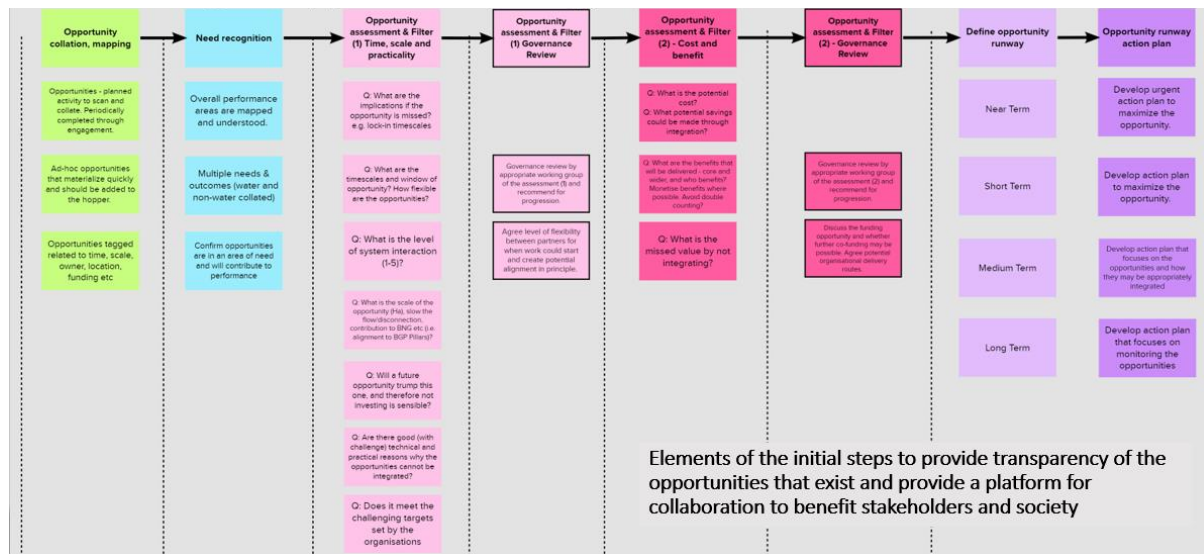 Opportunity
collation, mapping
Need recognition
Opportunity
assessment & Filter
(1) Time, scale and
practicality
Opportunity
assessment & Filter
(1) Governance
Review
Opportunity
assessment & Filter
(2) - Cost and
benefit
Opportunity
assessment & Filter
(2) - Governance
Review
Define opportunity
runway
Opportunity runway
action plan
Opportunities - planned
activity to scan and
collate. Periodically
completed through
engagement.
Ad-hoc opportunities
that materialize quickly
and should be added to
the hopper.
Opportunities tagged
related to time, scale,
owner, location,
funding etc
Overall performance
areas are mapped
and understood.
Multiple needs &
outcomes (water and
non-water collated)
Confirm opportunities
are in an area of need
and will contribute to
performance
Q: What are the
implications if the
opportunity is missed?
e.g. lock-in timescales
Q: What are the
timescales and window of
opportunity? How flexible
are the opportunities?
Q: What is the level
of system interaction
(1-5)?
Q: What is the scale of the
opportunity (Ha), slow the
flow/disconnection,
contribution to BNG etc (i.e.
alignment to BGP Pillars)?
Q: Will a future
opportunity trump this
one, and therefore not
investing is sensible?
Q: Are there good (with
challenge) technical and
practical reasons why the
opportunities cannot be
integrated?
Q: Does it meet the
challenging targets
set by the
organisations
Governance review by
appropriate working group
of the assessment (1) and
recommend for
progression.
Agree level of flexibility
between partners for
when work could start
and create potential
alignment in principle.
Q: What is the potential
cost?
Q: What potential savings
could be made through
integration?
Q: What are the benefits that
will be delivered - core and
wider, and who benefits?
Monetise benefits where
possible. Avoid double
counting?
Q: What is the
missed value by not
integrating?
Governance review by
appropriate working group
of the assessment (2) and
recommend for
progression.
Discuss the funding
opportunity and whether
further co-funding may be
possible. Agree potential
organisational delivery
routes.
Near Term
Short Term
Medium Term
Long Term
Develop urgent
action plan to
maximize the
opportunity.
Develop action plan
to maximize the
opportunity.
Develop action plan that
focuses on the
opportunities and how
they may be appropriately
integrated
Develop action plan
that focuses on
monitoring the
opportunities
Elements of the initial steps to provide transparency of the
opportunities that exist and provide a platform for
collaboration to benefit stakeholders and society